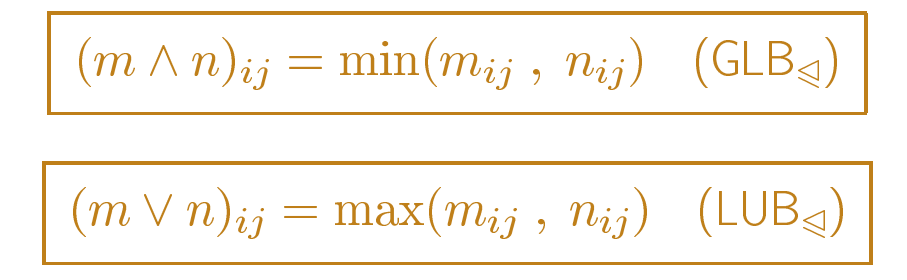 (m ∧ n)ᵢⱼ = min(mᵢⱼ , nᵢⱼ) (GLB⊴)
(m ∨ n)ᵢⱼ = max(mᵢⱼ , nᵢⱼ) (LUB⊴)